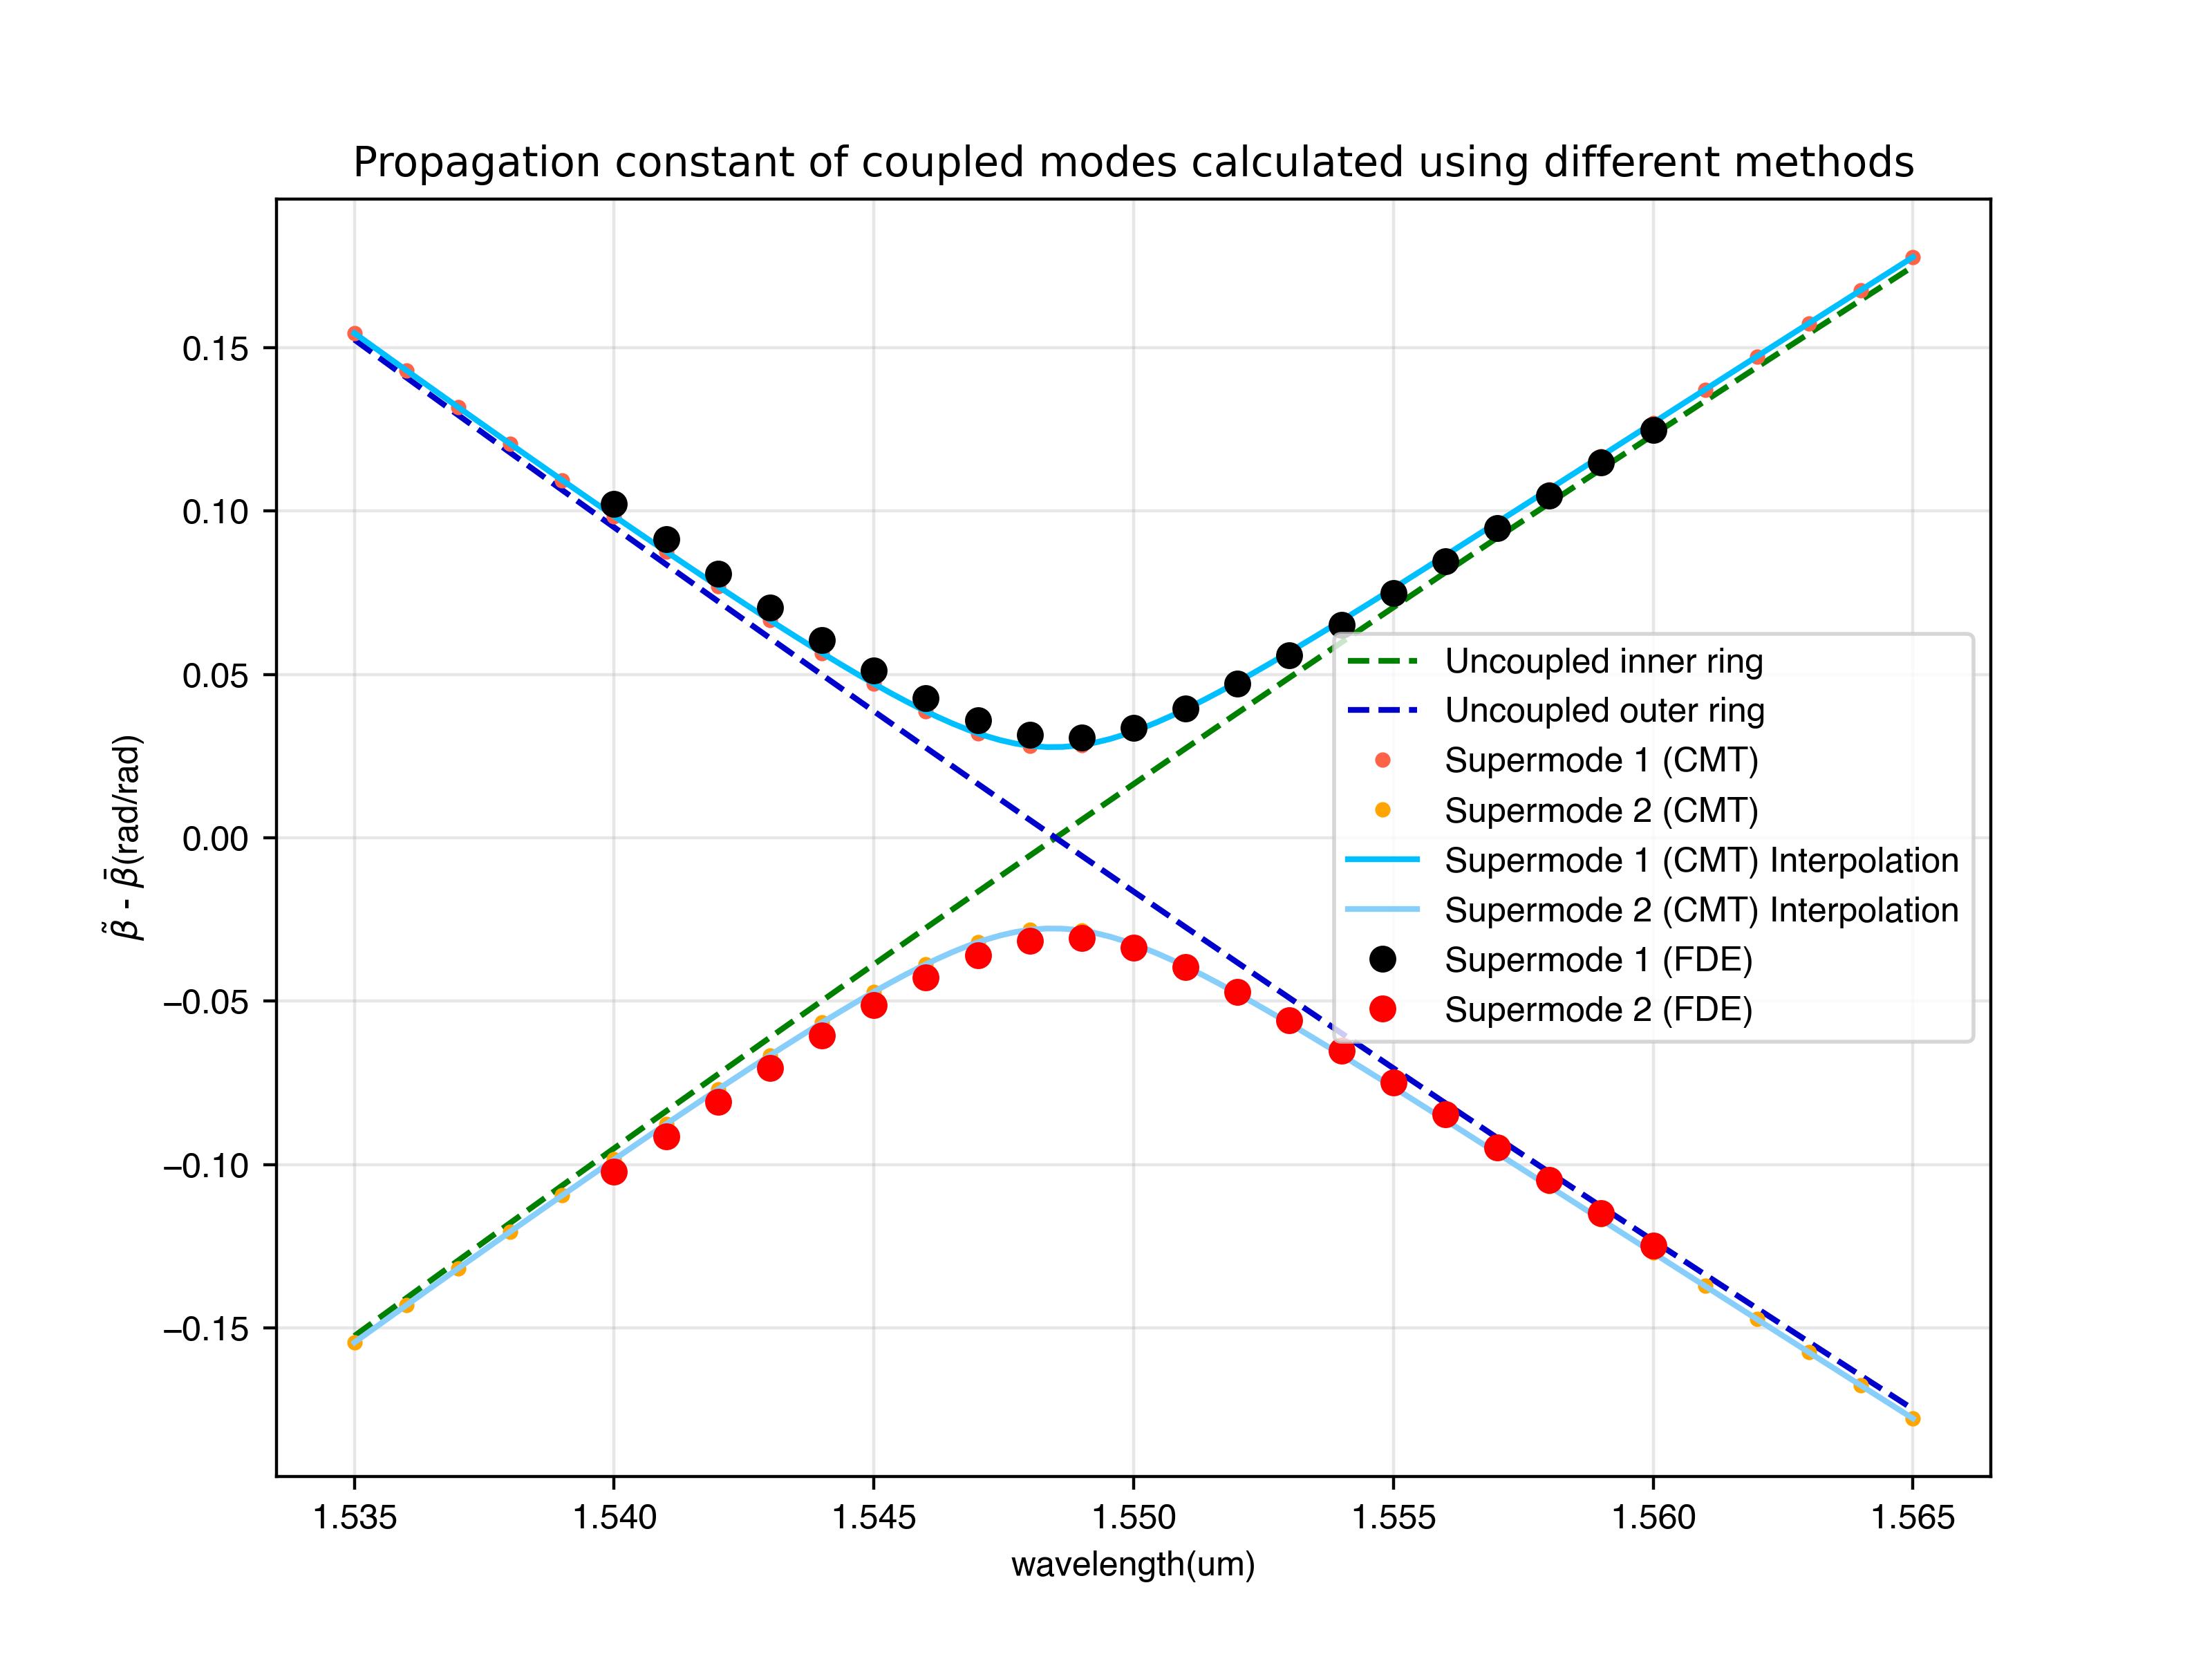 Propagation constant of coupled modes calculated using different methods
0.15
0.10
0.05
0.00
−0.05
−0.10
−0.15
β̃ - β̄(rad/rad)
Uncoupled inner ring
Uncoupled outer ring
Supermode 1 (CMT)
Supermode 2 (CMT)
Supermode 1 (CMT) Interpolation
Supermode 2 (CMT) Interpolation
Supermode 1 (FDE)
Supermode 2 (FDE)
1.535 1.540 1.545 1.550 1.555 1.560 1.565
wavelength(um)